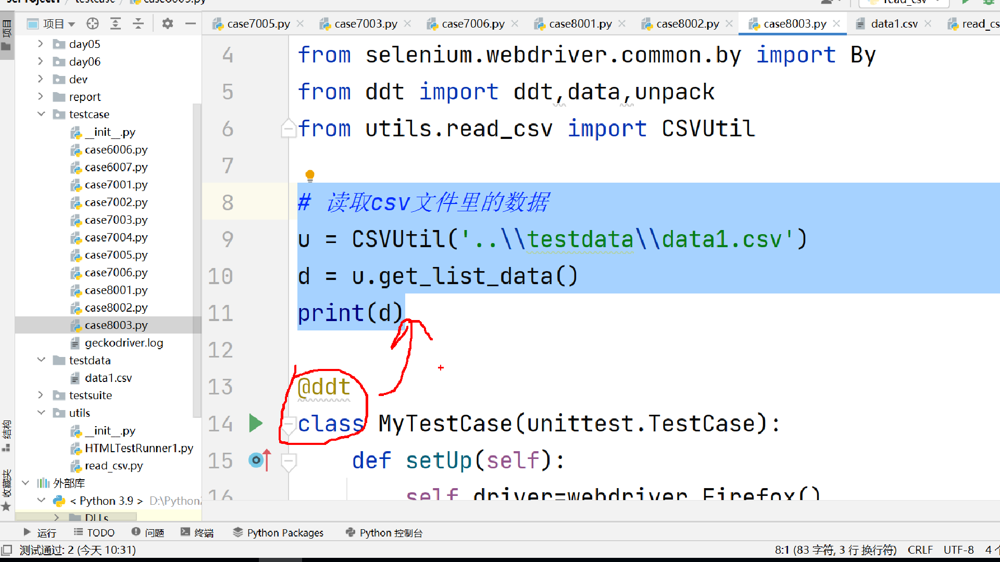 testcase
项目
case7005.py
case7003.py
case7006.py
case8001.py
case8002.py
case8003.py
data1.csv
项目
day05
day06
dev
report
testcase
__init__.py
case6006.py
case6007.py
case7001.py
case7002.py
case7003.py
case7004.py
case7005.py
case7006.py
case8001.py
case8002.py
case8003.py
geckodriver.log
testdata
data1.csv
testsuite
utils
__init__.py
HTMLTestRunner1.py
read_csv.py
外部库
< Python 3.9 >
DLLs
结构
收藏夹
4 from selenium.webdriver.common.by import By
5 from ddt import ddt,data,unpack
6 from utils.read_csv import CSVUtil
7
8 # 读取csv文件里的数据
9 u = CSVUtil('..\\testdata\\data1.csv')
10 d = u.get_list_data()
11 print(d)
12
13 @ddt
14 class MyTestCase(unittest.TestCase):
15 def setUp(self):
16 self.driver=webdriver.Firefox()
运行 TODO 问题 终端 Python Packages Python 控制台
测试通过: 2 (今天 10:31)
8:1 (83 字符, 3 行 换行符) CRLF UTF-8